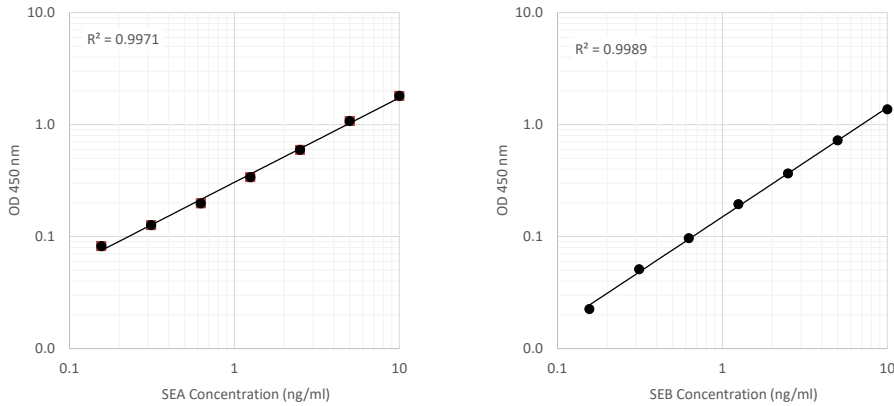 10.0
R² = 0.9971
1.0
OD 450 nm
0.1
0.0
0.1
1
10
SEA Concentration (ng/ml)
10.0
R² = 0.9989
1.0
OD 450 nm
0.1
0.0
0.1
1
10
SEB Concentration (ng/ml)